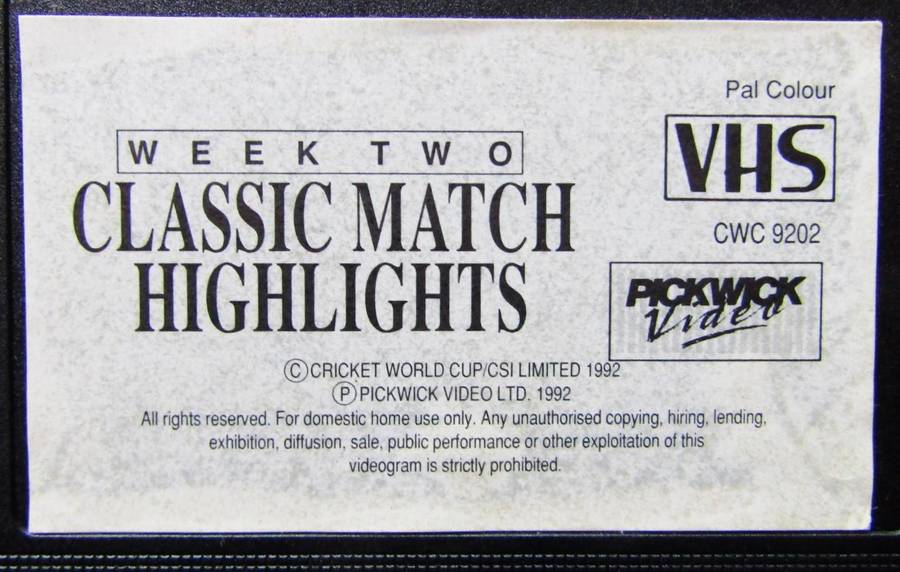 Pal Colour
VHS
CWC 9202
PICKWICK
Video
WEEK TWO
CLASSIC MATCH
HIGHLIGHTS
©CRICKET WORLD CUP/CSI LIMITED 1992
ⓅPICKWICK VIDEO LTD. 1992
All rights reserved. For domestic home use only. Any unauthorised copying, hiring, lending,
exhibition, diffusion, sale, public performance or other exploitation of this
videogram is strictly prohibited.